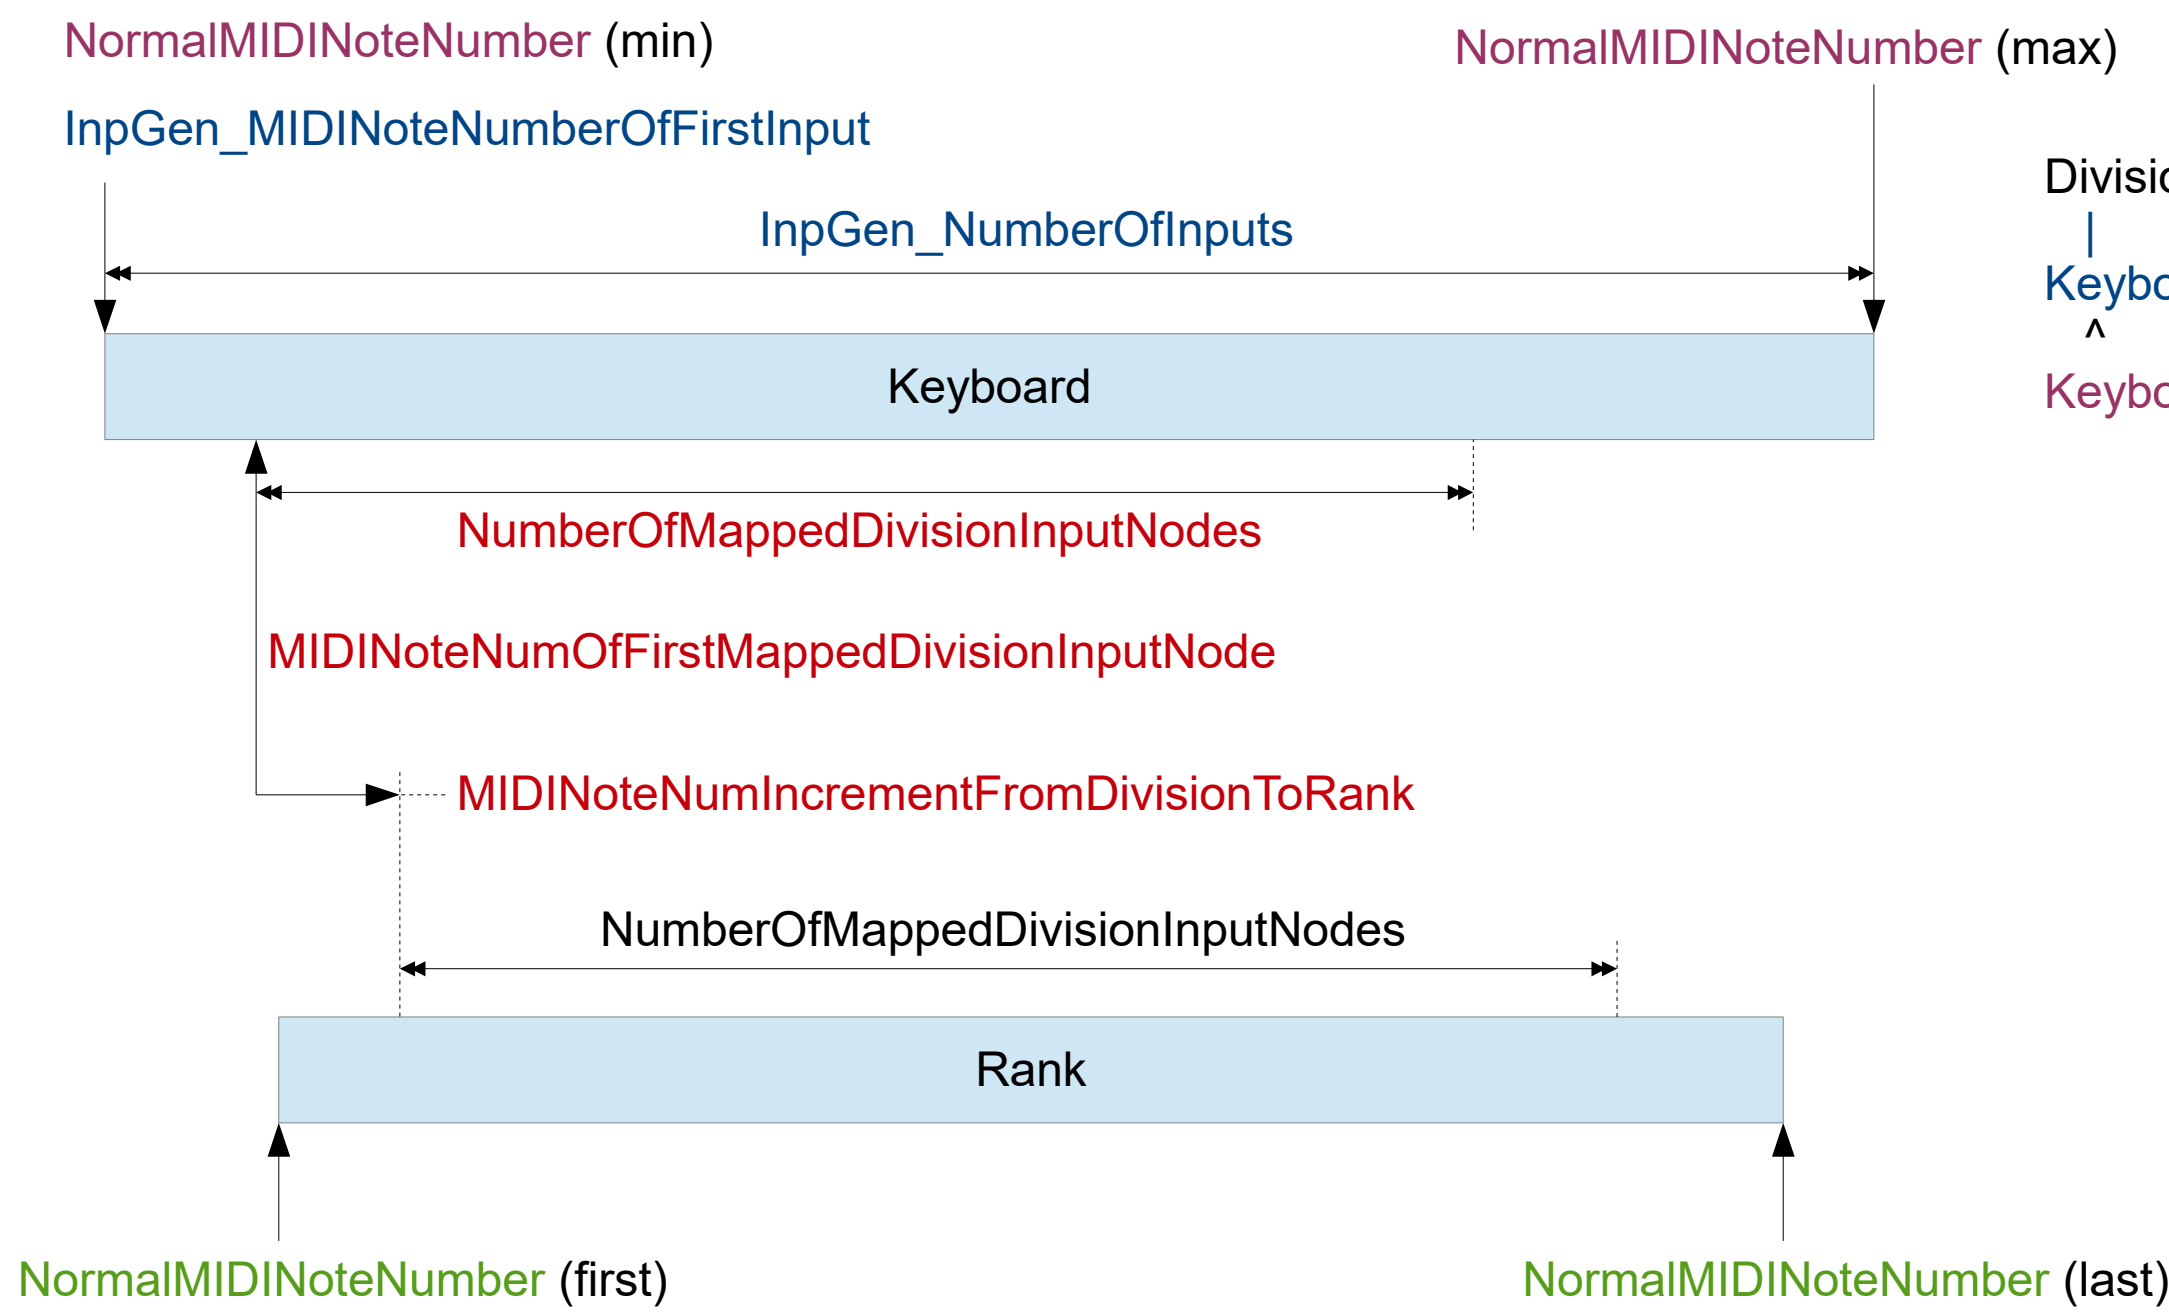 NormalMIDINoteNumber (min)
NormalMIDINoteNumber (max)
InpGen_MIDINoteNumberOfFirstInput
InpGen_NumberOfInputs
|
^
Keyboard
NumberOfMappedDivisionInputNodes
MIDINoteNumOfFirstMappedDivisionInputNode
MIDINoteNumIncrementFromDivisionToRank
NumberOfMappedDivisionInputNodes
Rank
NormalMIDINoteNumber (first)
NormalMIDINoteNumber (last)